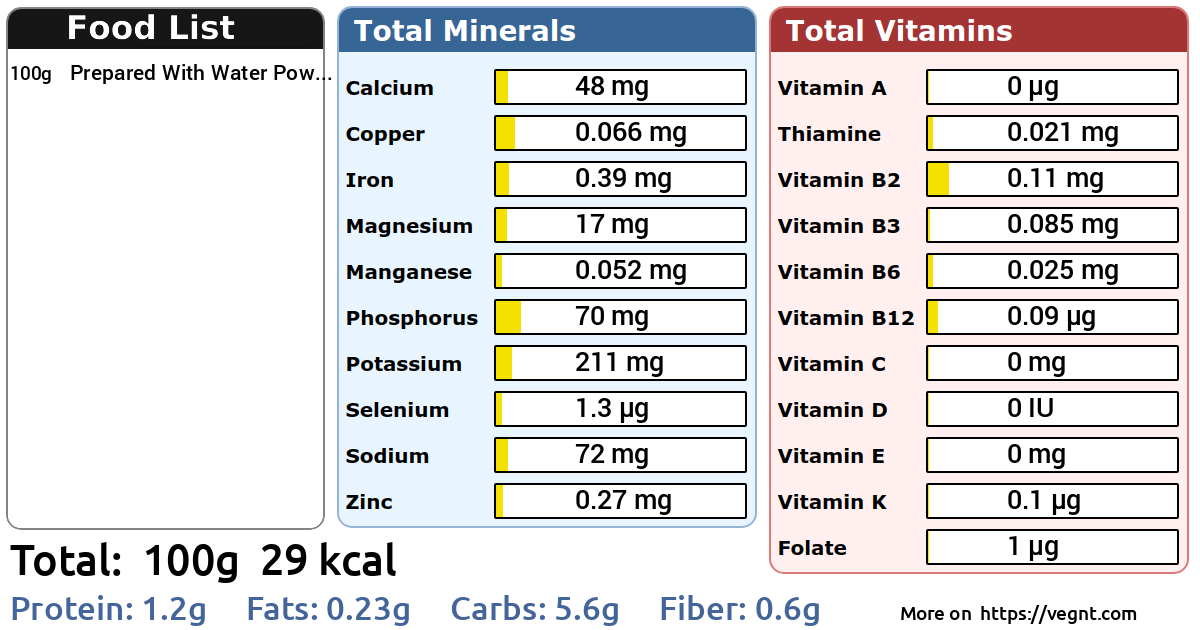 Food List
100g Prepared With Water Pow...
Total Minerals
Calcium 48 mg
Copper 0.066 mg
Iron 0.39 mg
Magnesium 17 mg
Manganese 0.052 mg
Phosphorus 70 mg
Potassium 211 mg
Selenium 1.3 µg
Sodium 72 mg
Zinc 0.27 mg
Total Vitamins
Vitamin A 0 µg
Thiamine 0.021 mg
Vitamin B2 0.11 mg
Vitamin B3 0.085 mg
Vitamin B6 0.025 mg
Vitamin B12 0.09 µg
Vitamin C 0 mg
Vitamin D 0 IU
Vitamin E 0 mg
Vitamin K 0.1 µg
Folate 1 µg
Total: 100g 29 kcal
Protein: 1.2g Fats: 0.23g Carbs: 5.6g Fiber: 0.6g
More on https://vegnt.com